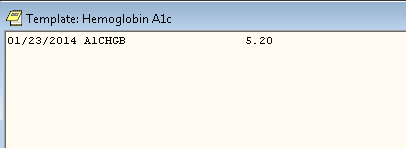 Template: Hemoglobin A1c
01/23/2014 A1CHGB 5.20